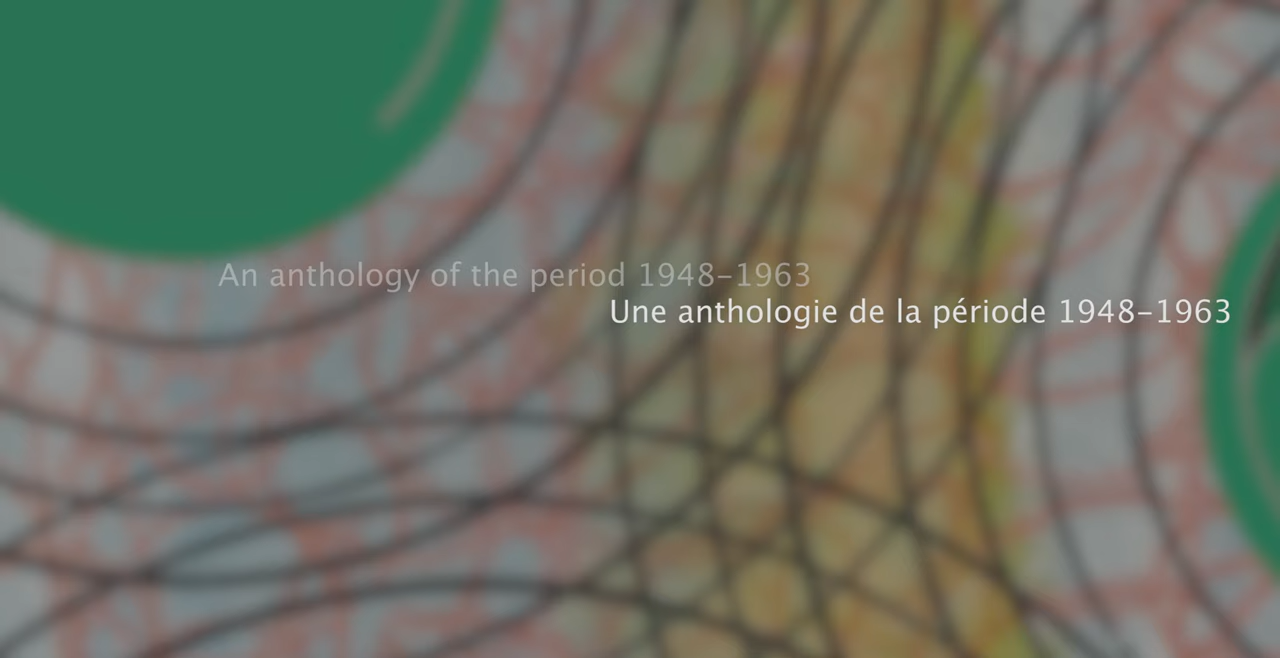 An anthology of the period 1948–1963
Une anthologie de la période 1948–1963